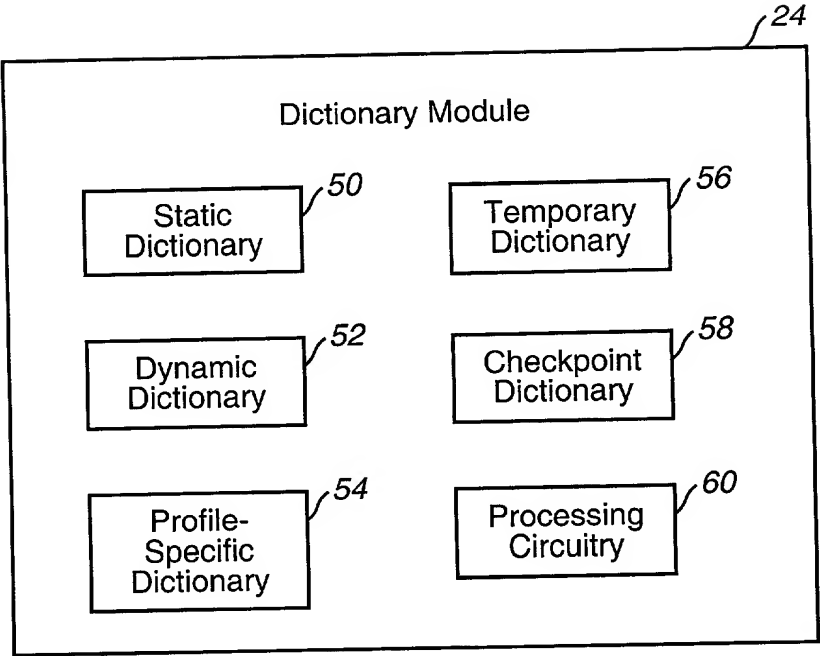 24
Dictionary Module
50
Static
Dictionary
56
Temporary
Dictionary
52
Dynamic
Dictionary
58
Checkpoint
Dictionary
54
Profile-
Specific
Dictionary
60
Processing
Circuitry